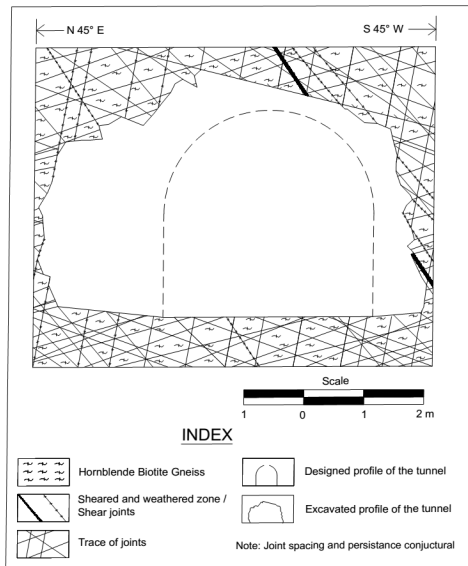 N 45° E S 45° W
Scale
1 0 1 2 m
INDEX
Hornblende Biotite Gneiss
Designed profile of the tunnel
Sheared and weathered zone /
Shear joints
Excavated profile of the tunnel
Trace of joints
Note: Joint spacing and persistance conjuctural